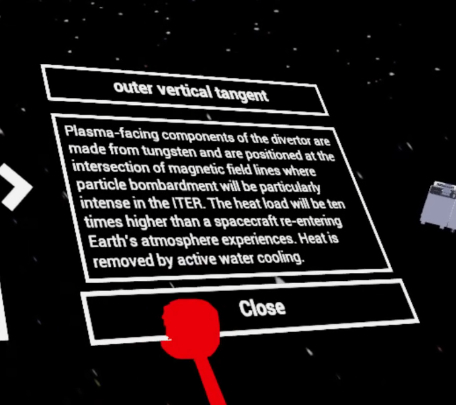 outer vertical tangent
Plasma-facing components of the divertor are
made from tungsten and are positioned at the
intersection of magnetic field lines where
particle bombardment will be particularly
intense in the ITER. The heat load will be ten
times higher than a spacecraft re-entering
Earth's atmosphere experiences. Heat is
removed by active water cooling.
Close